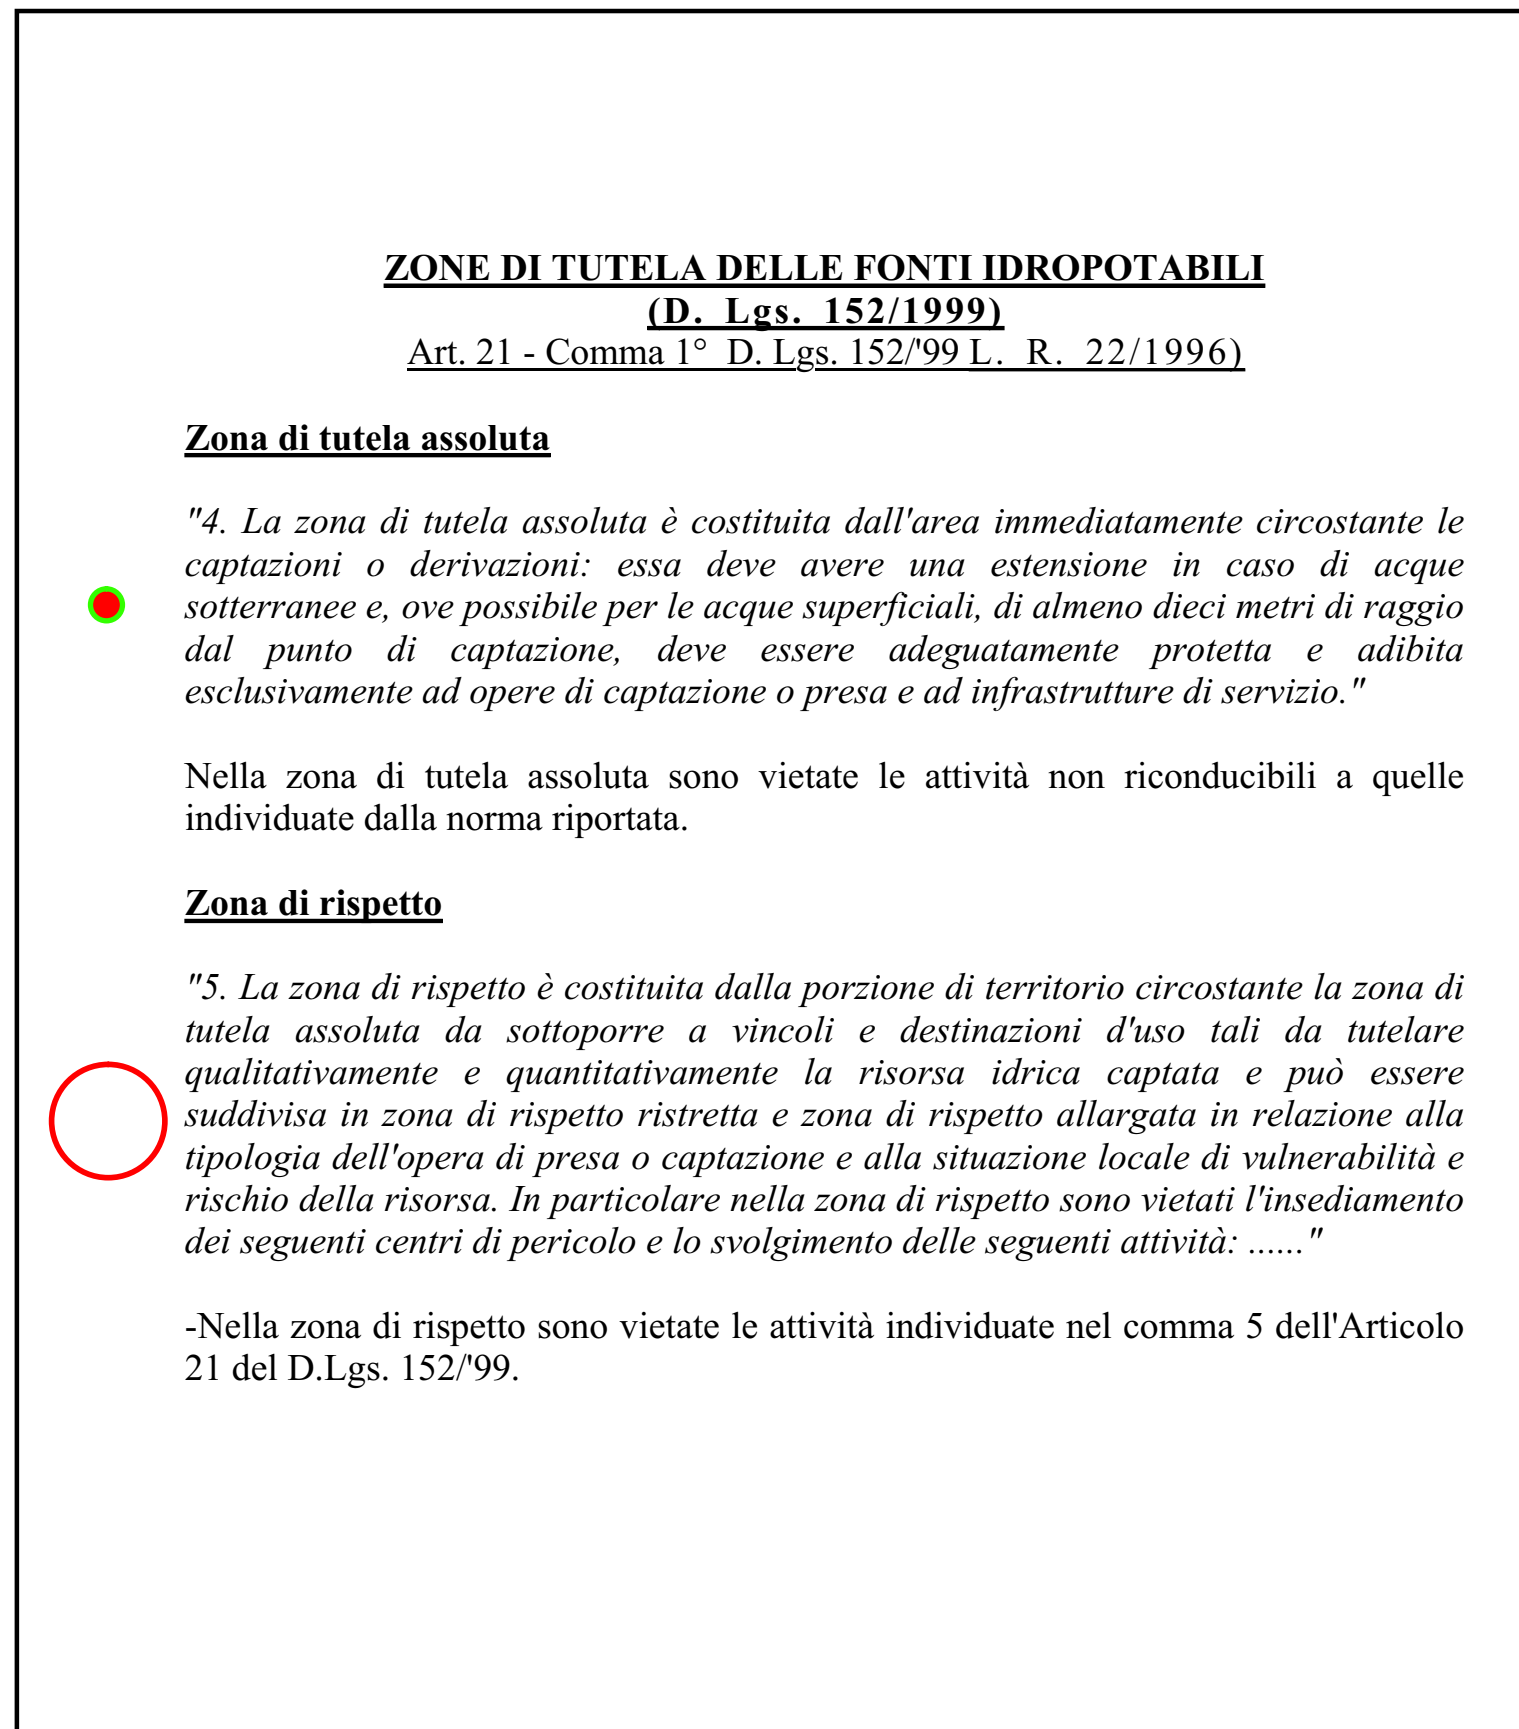 ZONE DI TUTELA DELLE FONTI IDROPOTABILI
(D. Lgs. 152/1999)
Art. 21 - Comma 1° D. Lgs. 152/'99 L. R. 22/1996)
Zona di tutela assoluta
"4. La zona di tutela assoluta è costituita dall'area immediatamente circostante le
captazioni o derivazioni: essa deve avere una estensione in caso di acque
sotterranee e, ove possibile per le acque superficiali, di almeno dieci metri di raggio
dal punto di captazione, deve essere adeguatamente protetta e adibita
esclusivamente ad opere di captazione o presa e ad infrastrutture di servizio."
Nella zona di tutela assoluta sono vietate le attività non riconducibili a quelle
individuate dalla norma riportata.
Zona di rispetto
"5. La zona di rispetto è costituita dalla porzione di territorio circostante la zona di
tutela assoluta da sottoporre a vincoli e destinazioni d'uso tali da tutelare
qualitativamente e quantitativamente la risorsa idrica captata e può essere
suddivisa in zona di rispetto ristretta e zona di rispetto allargata in relazione alla
tipologia dell'opera di presa o captazione e alla situazione locale di vulnerabilità e
rischio della risorsa. In particolare nella zona di rispetto sono vietati l'insediamento
dei seguenti centri di pericolo e lo svolgimento delle seguenti attività: ......"
-Nella zona di rispetto sono vietate le attività individuate nel comma 5 dell'Articolo
21 del D.Lgs. 152/'99.